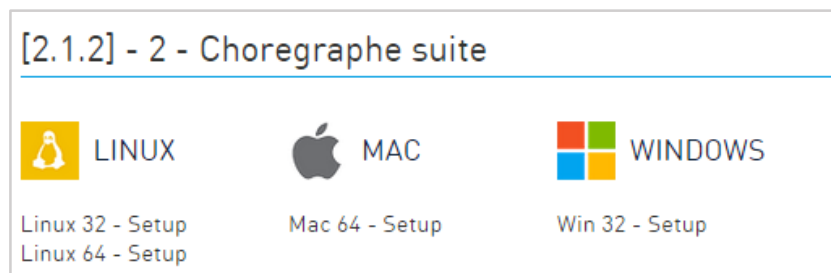 [2.1.2] - 2 - Choregraphe suite
LINUX MAC WINDOWS
Linux 32 - Setup Mac 64 - Setup Win 32 - Setup
Linux 64 - Setup